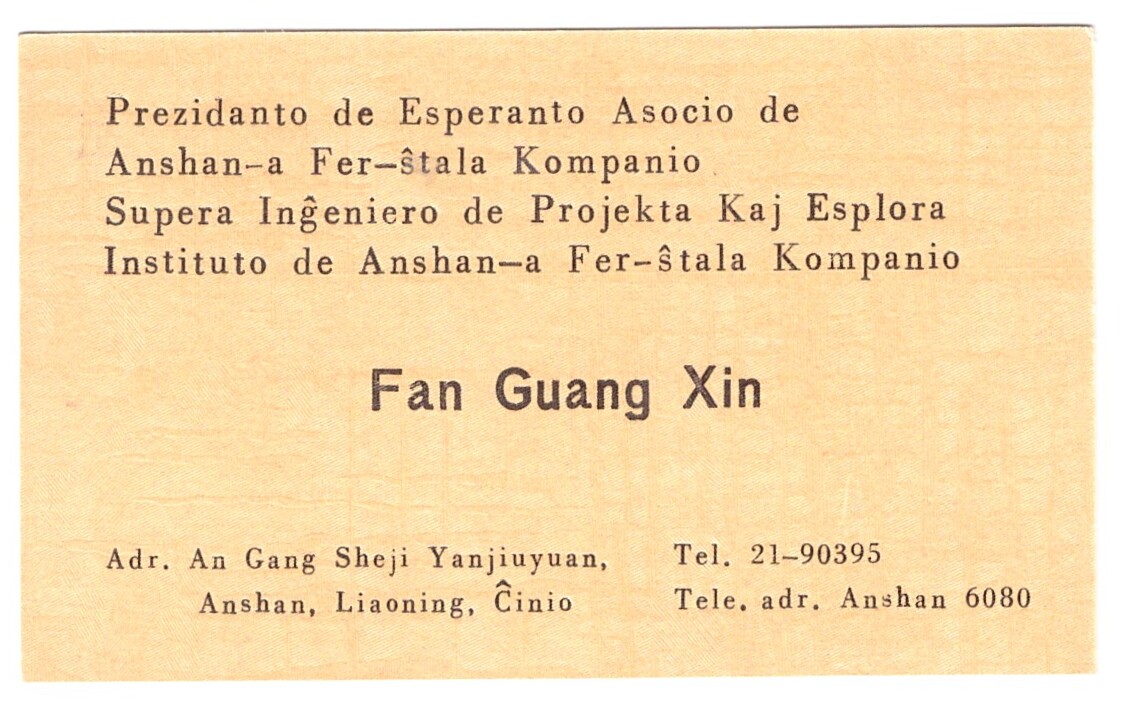 Prezidanto de Esperanto Asocio de
Anshan-a Fer-ŝtala Kompanio
Supera Inĝeniero de Projekta Kaj Esplora
Instituto de Anshan-a Fer-ŝtala Kompanio
Fan Guang Xin
Adr. An Gang Sheji Yanjiuyuan,
Anshan, Liaoning, Ĉinio
Tel. 21-90395
Tele. adr. Anshan 6080